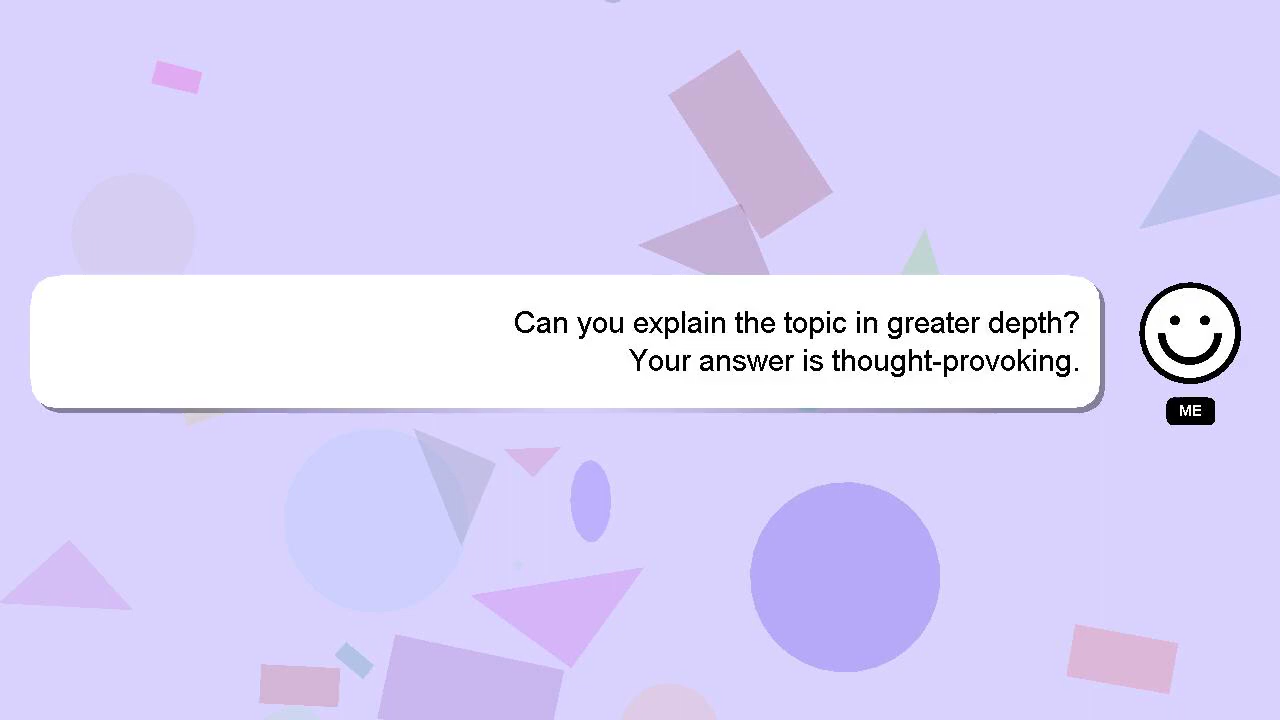 Can you explain the topic in greater depth?
Your answer is thought-provoking.
ME